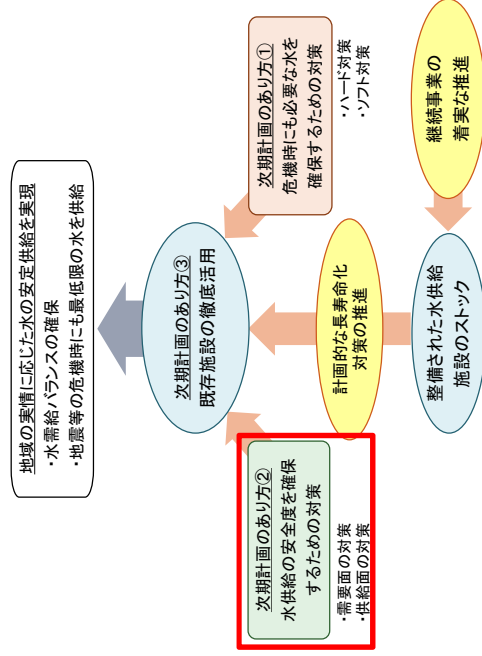 地域の実情に応じた水の安定供給を実現
・水需給バランスの確保
・地震等の危機時にも最低限の水を供給
次期計画のあり方③
既存施設の徹底活用
次期計画のあり方②
水供給の安全度を確保
するための対策
・需要面の対策
・供給面の対策
次期計画のあり方①
危機時にも必要な水を
確保するための対策
・ハード対策
・ソフト対策
計画的な長寿命化
対策の推進
整備された水供給
施設のストック
継続事業の
着実な推進